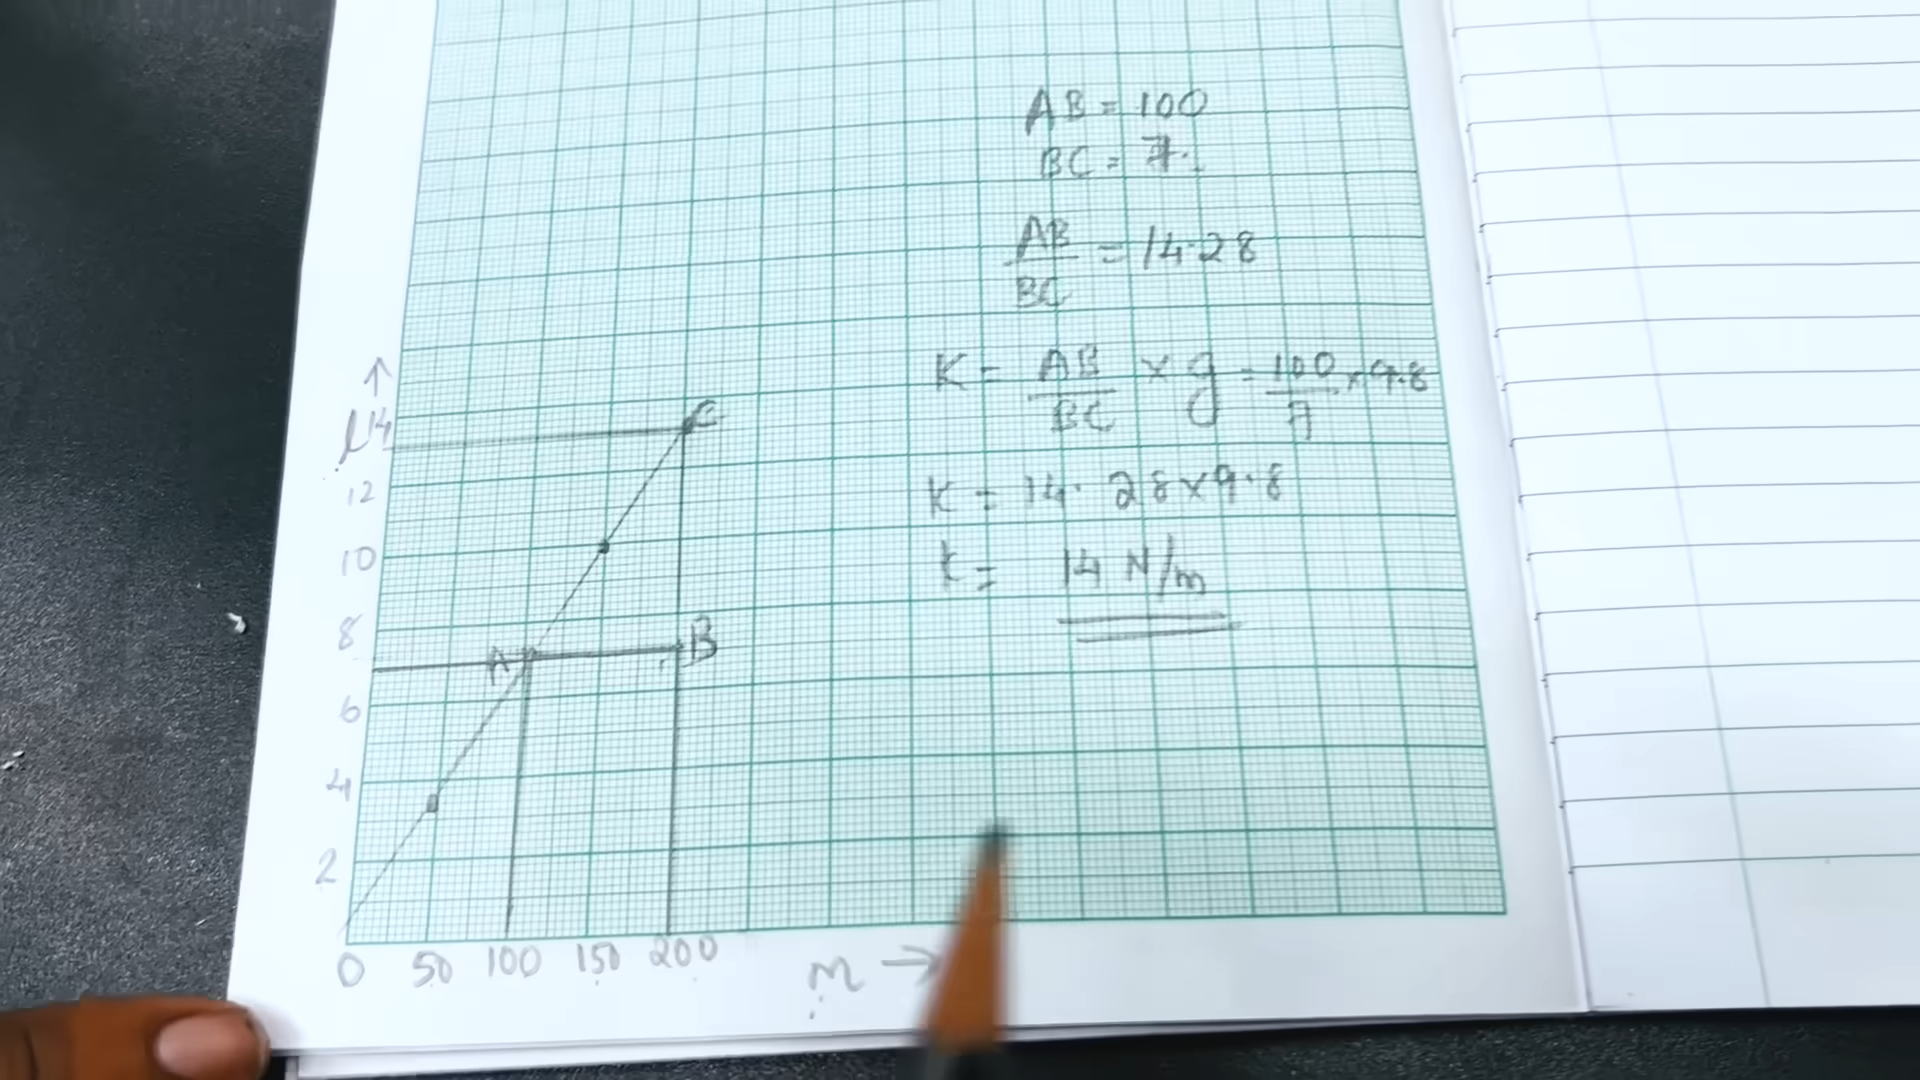 AB = 100
BC = 7.
AB
BC
= 14.28
K = AB/BC × g = 100/7 × 9.8
K = 14.28×9.8
K = 14 N/m
l ↑
14
C
12
10
8
A
B
6
4
2
0 50 100 150 200
m →